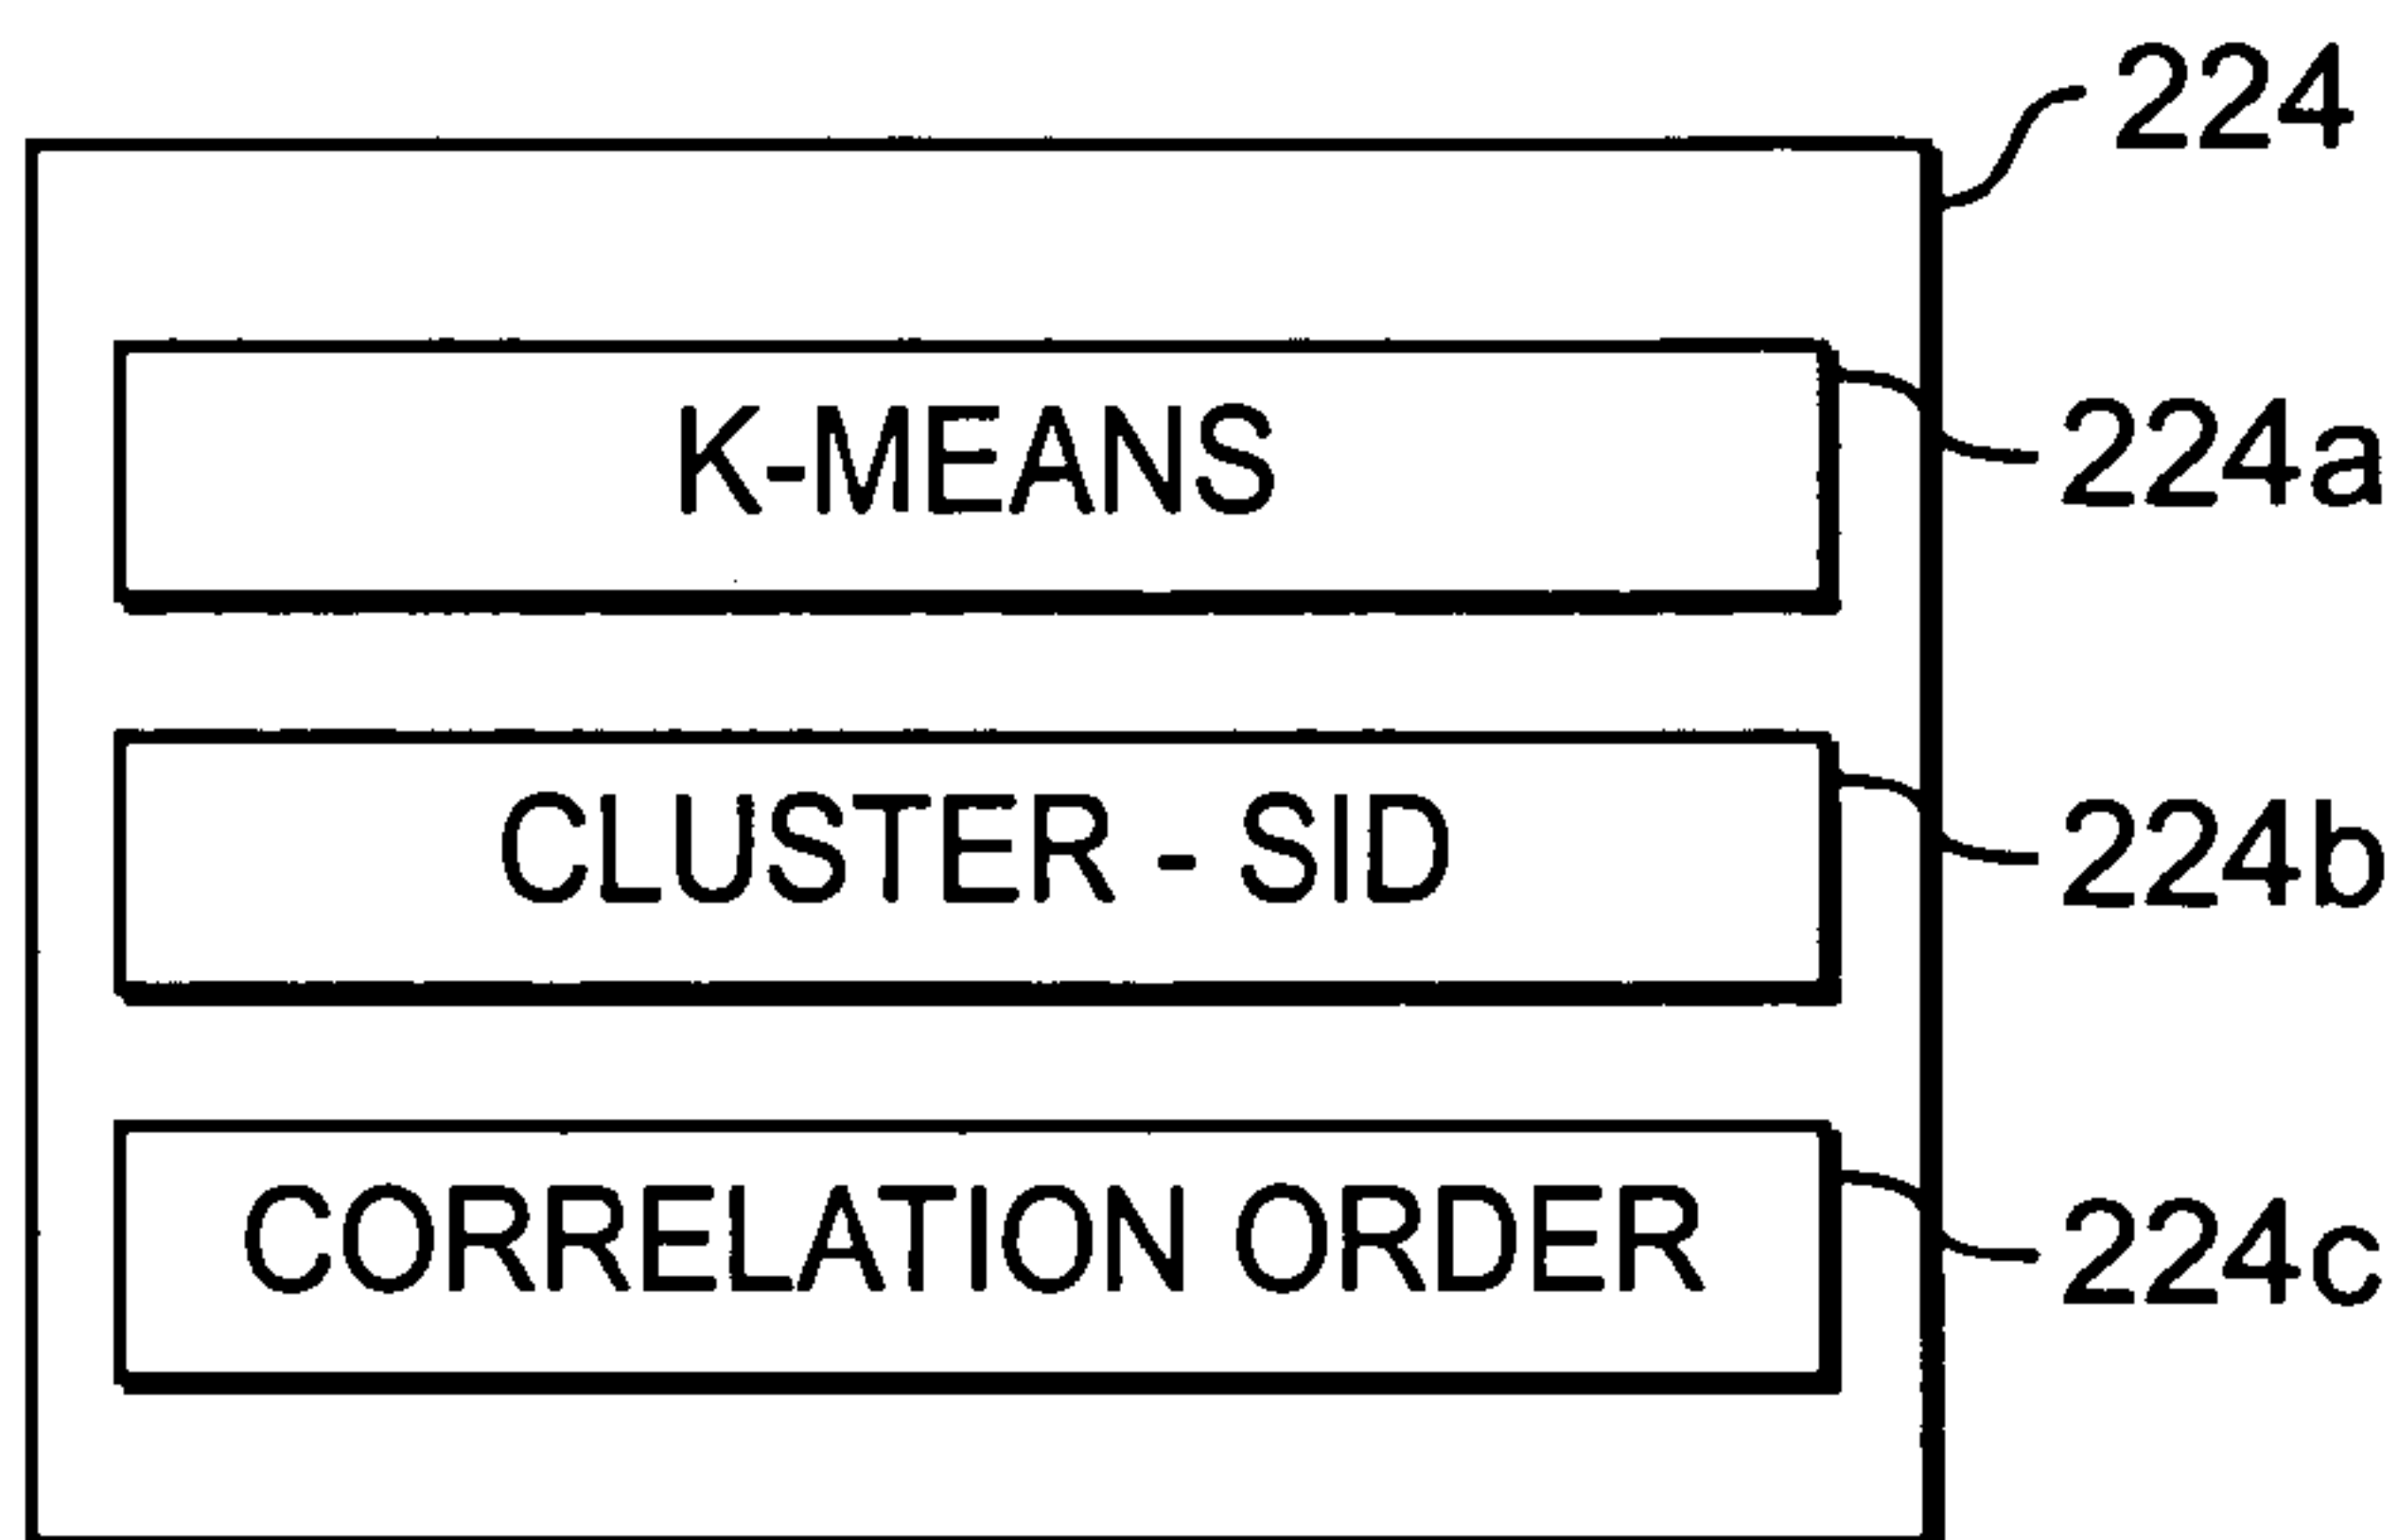 224
K-MEANS
224a
CLUSTER - SID
224b
CORRELATION ORDER
224c